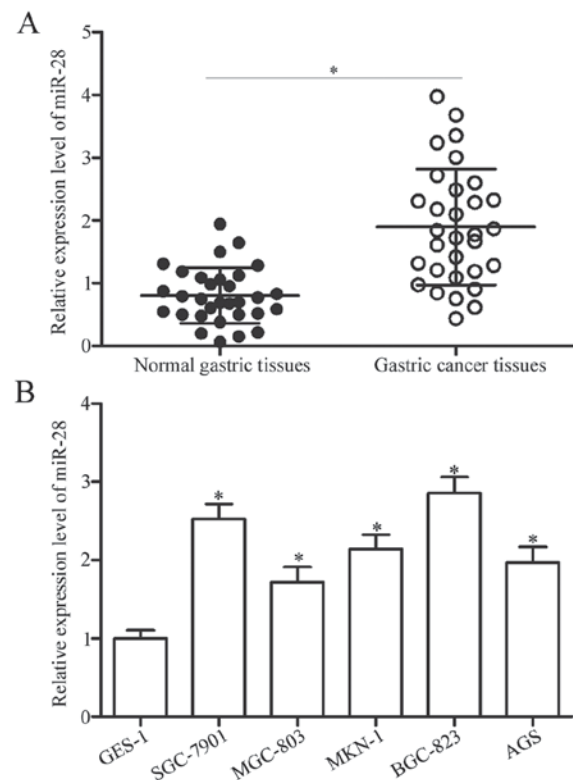 A
Relative expression level of miR-28
5
4
3
2
1
0
*
Normal gastric tissues
Gastric cancer tissues
B
Relative expression level of miR-28
4
3
2
1
0
*
*
*
*
*
GES-1
SGC-7901
MGC-803
MKN-1
BGC-823
AGS